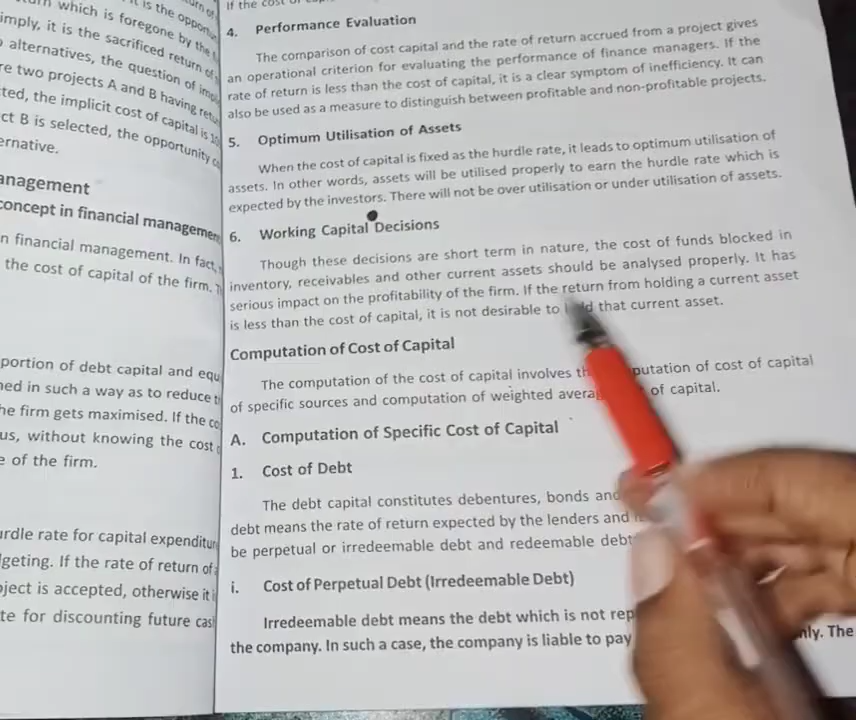 which is foregone by the
imply, it is the sacrificed return of
alternatives, the question of
re two projects A and B having
ted, the implicit cost of capital is
ct B is selected, the opportunity
ernative.
anagement
concept in financial managemen
n financial management. In fact,
the cost of capital of the firm.
portion of debt capital and equ
ned in such a way as to reduce
he firm gets maximised. If the co
us, without knowing the cost
e of the firm.
urdle rate for capital expenditur
geting. If the rate of return of
ject is accepted, otherwise it i
te for discounting future cas
If the cost of
4. Performance Evaluation
The comparison of cost capital and the rate of return accrued from a project gives
an operational criterion for evaluating the performance of finance managers. If the
rate of return is less than the cost of capital, it is a clear symptom of inefficiency. It can
also be used as a measure to distinguish between profitable and non-profitable projects.
5. Optimum Utilisation of Assets
When the cost of capital is fixed as the hurdle rate, it leads to optimum utilisation of
assets. In other words, assets will be utilised properly to earn the hurdle rate which is
expected by the investors. There will not be over utilisation or under utilisation of assets.
6. Working Capital Decisions
Though these decisions are short term in nature, the cost of funds blocked in
inventory, receivables and other current assets should be analysed properly. It has
serious impact on the profitability of the firm. If the return from holding a current asset
is less than the cost of capital, it is not desirable to that current asset.
Computation of Cost of Capital
The computation of the cost of capital involves putation of cost of capital
of specific sources and computation of weighted of capital.
A. Computation of Specific Cost of Capital
1. Cost of Debt
The debt capital constitutes debentures, bonds and
debt means the rate of return expected by the lenders and
be perpetual or irredeemable debt and redeemable debt
i. Cost of Perpetual Debt (Irredeemable Debt)
Irredeemable debt means the debt which is not rep
the company. In such a case, the company is liable to pay nly. The